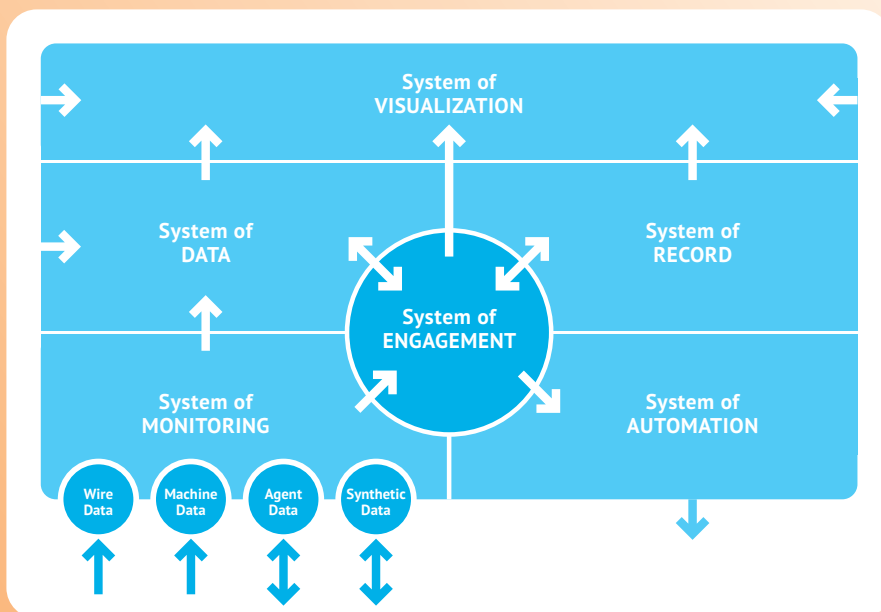 System of
VISUALIZATION
System of
DATA
System of
RECORD
System of
ENGAGEMENT
System of
MONITORING
System of
AUTOMATION
Wire
Data
Machine
Data
Agent
Data
Synthetic
Data